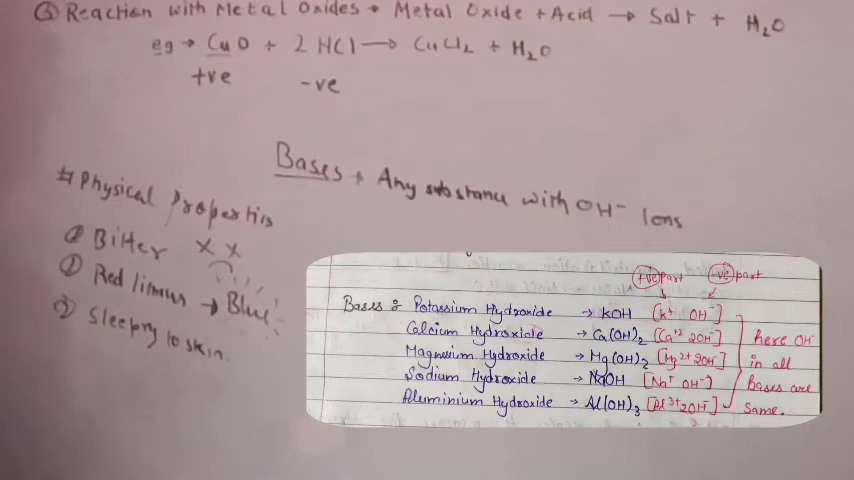 ③ Reaction with Metal Oxides → Metal Oxide + Acid → Salt + H₂O
eg → CuO + 2 HCl → CuCl₂ + H₂O
+ve -ve
Bases → Any substance with OH⁻ Ions
# Physical Properties
① Bitter ✗ ✗
② Red litmus → Blue
③ Sleepry to skin
+ve part -ve part
Bases : Potassium Hydroxide → KOH [K⁺ OH⁻]
Calcium Hydroxide → Ca(OH)₂ [Ca⁺² 2OH⁻]
Magnesium Hydroxide → Mg(OH)₂ [Mg²⁺ 2OH⁻]
Sodium Hydroxide → NaOH [Na⁺ OH⁻]
Aluminium Hydroxide → Al(OH)₃ [Al³⁺ 2OH⁻]
here OH⁻
in all
Bases are
same.